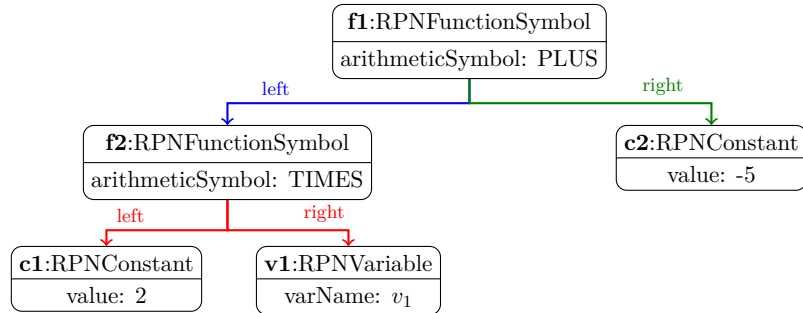 f1:RPNFunctionSymbol
arithmeticSymbol: PLUS
left
right
f2:RPNFunctionSymbol
arithmeticSymbol: TIMES
c2:RPNConstant
value: -5
left
right
c1:RPNConstant
value: 2
v1:RPNVariable
varName: v₁